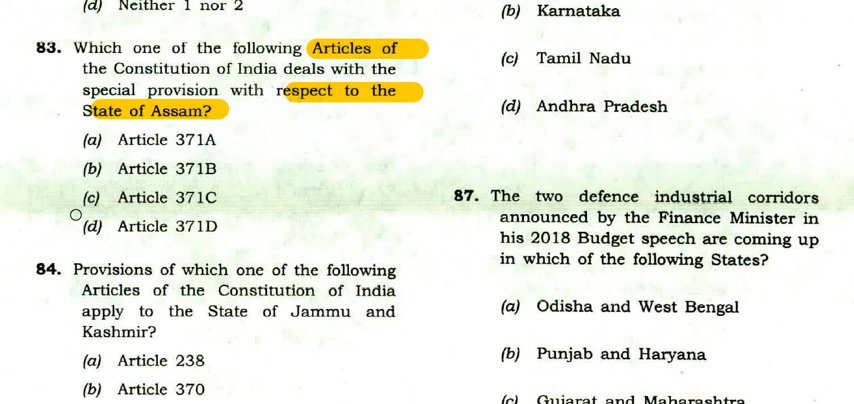 (d) Neither 1 nor 2
83. Which one of the following Articles of
the Constitution of India deals with the
special provision with respect to the
State of Assam?
(a) Article 371A
(b) Article 371B
(c) Article 371C
(d) Article 371D
84. Provisions of which one of the following
Articles of the Constitution of India
apply to the State of Jammu and
Kashmir?
(a) Article 238
(b) Article 370
(b) Karnataka
(c) Tamil Nadu
(d) Andhra Pradesh
87. The two defence industrial corridors
announced by the Finance Minister in
his 2018 Budget speech are coming up
in which of the following States?
(a) Odisha and West Bengal
(b) Punjab and Haryana
(c) Gujarat and Maharashtra